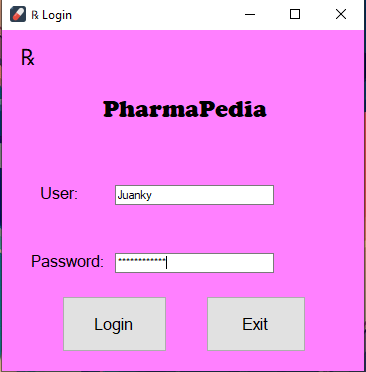 ℞ Login
℞
PharmaPedia
User: Juanky
Password: ************
Login Exit